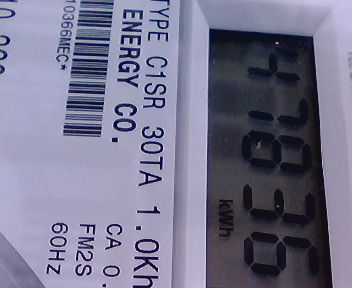 47836
kWh
TYPE C1SR 30TA 1.0Kh
ENERGY CO. CA 0.
FM2S
10366MEC* 60Hz